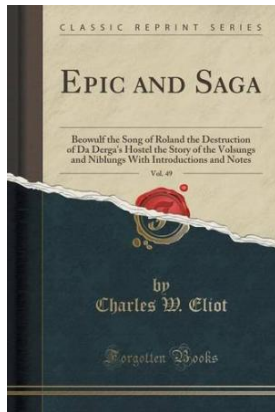 CLASSIC REPRINT SERIES
EPIC AND SAGA
Beowulf the Song of Roland the Destruction
of Da Derga's Hostel the Story of the Volsungs
and Niblungs With Introductions and Notes
Vol. 49
by
Charles W. Eliot
Forgotten Books